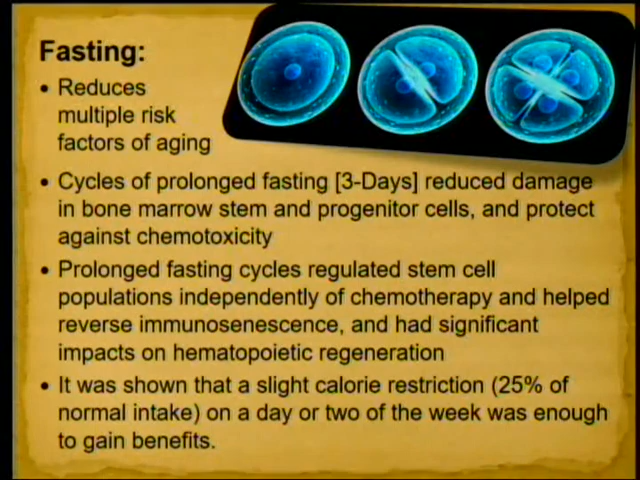 Fasting:
• Reduces
multiple risk
factors of aging
• Cycles of prolonged fasting [3-Days] reduced damage
in bone marrow stem and progenitor cells, and protect
against chemotoxicity
• Prolonged fasting cycles regulated stem cell
populations independently of chemotherapy and helped
reverse immunosenescence, and had significant
impacts on hematopoietic regeneration
• It was shown that a slight calorie restriction (25% of
normal intake) on a day or two of the week was enough
to gain benefits.